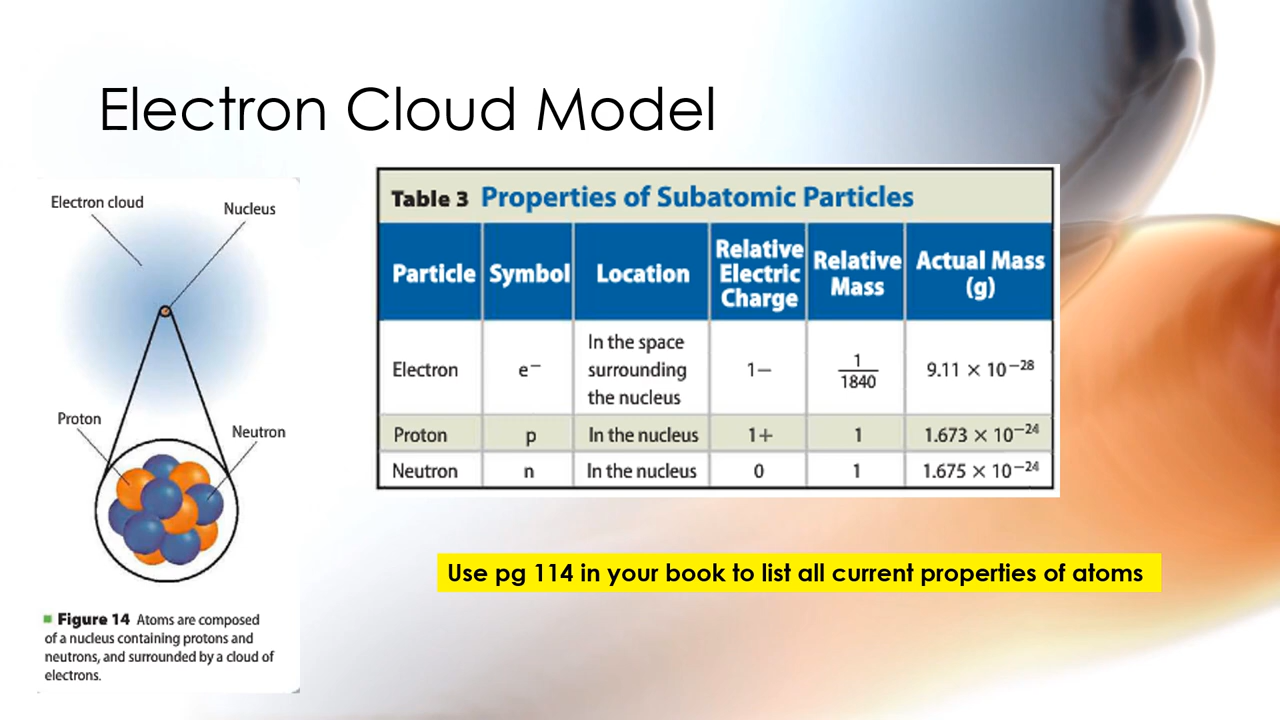 Electron Cloud Model
Electron cloud
Nucleus
Proton
Neutron
■ Figure 14 Atoms are composed
of a nucleus containing protons and
neutrons, and surrounded by a cloud of
electrons.
Table 3 Properties of Subatomic Particles
Particle Symbol Location Relative Electric Charge Relative Mass Actual Mass (g)
Electron e⁻ In the space surrounding the nucleus 1− 1/1840 9.11 × 10⁻²⁸
Proton p In the nucleus 1+ 1 1.673 × 10⁻²⁴
Neutron n In the nucleus 0 1 1.675 × 10⁻²⁴
Use pg 114 in your book to list all current properties of atoms